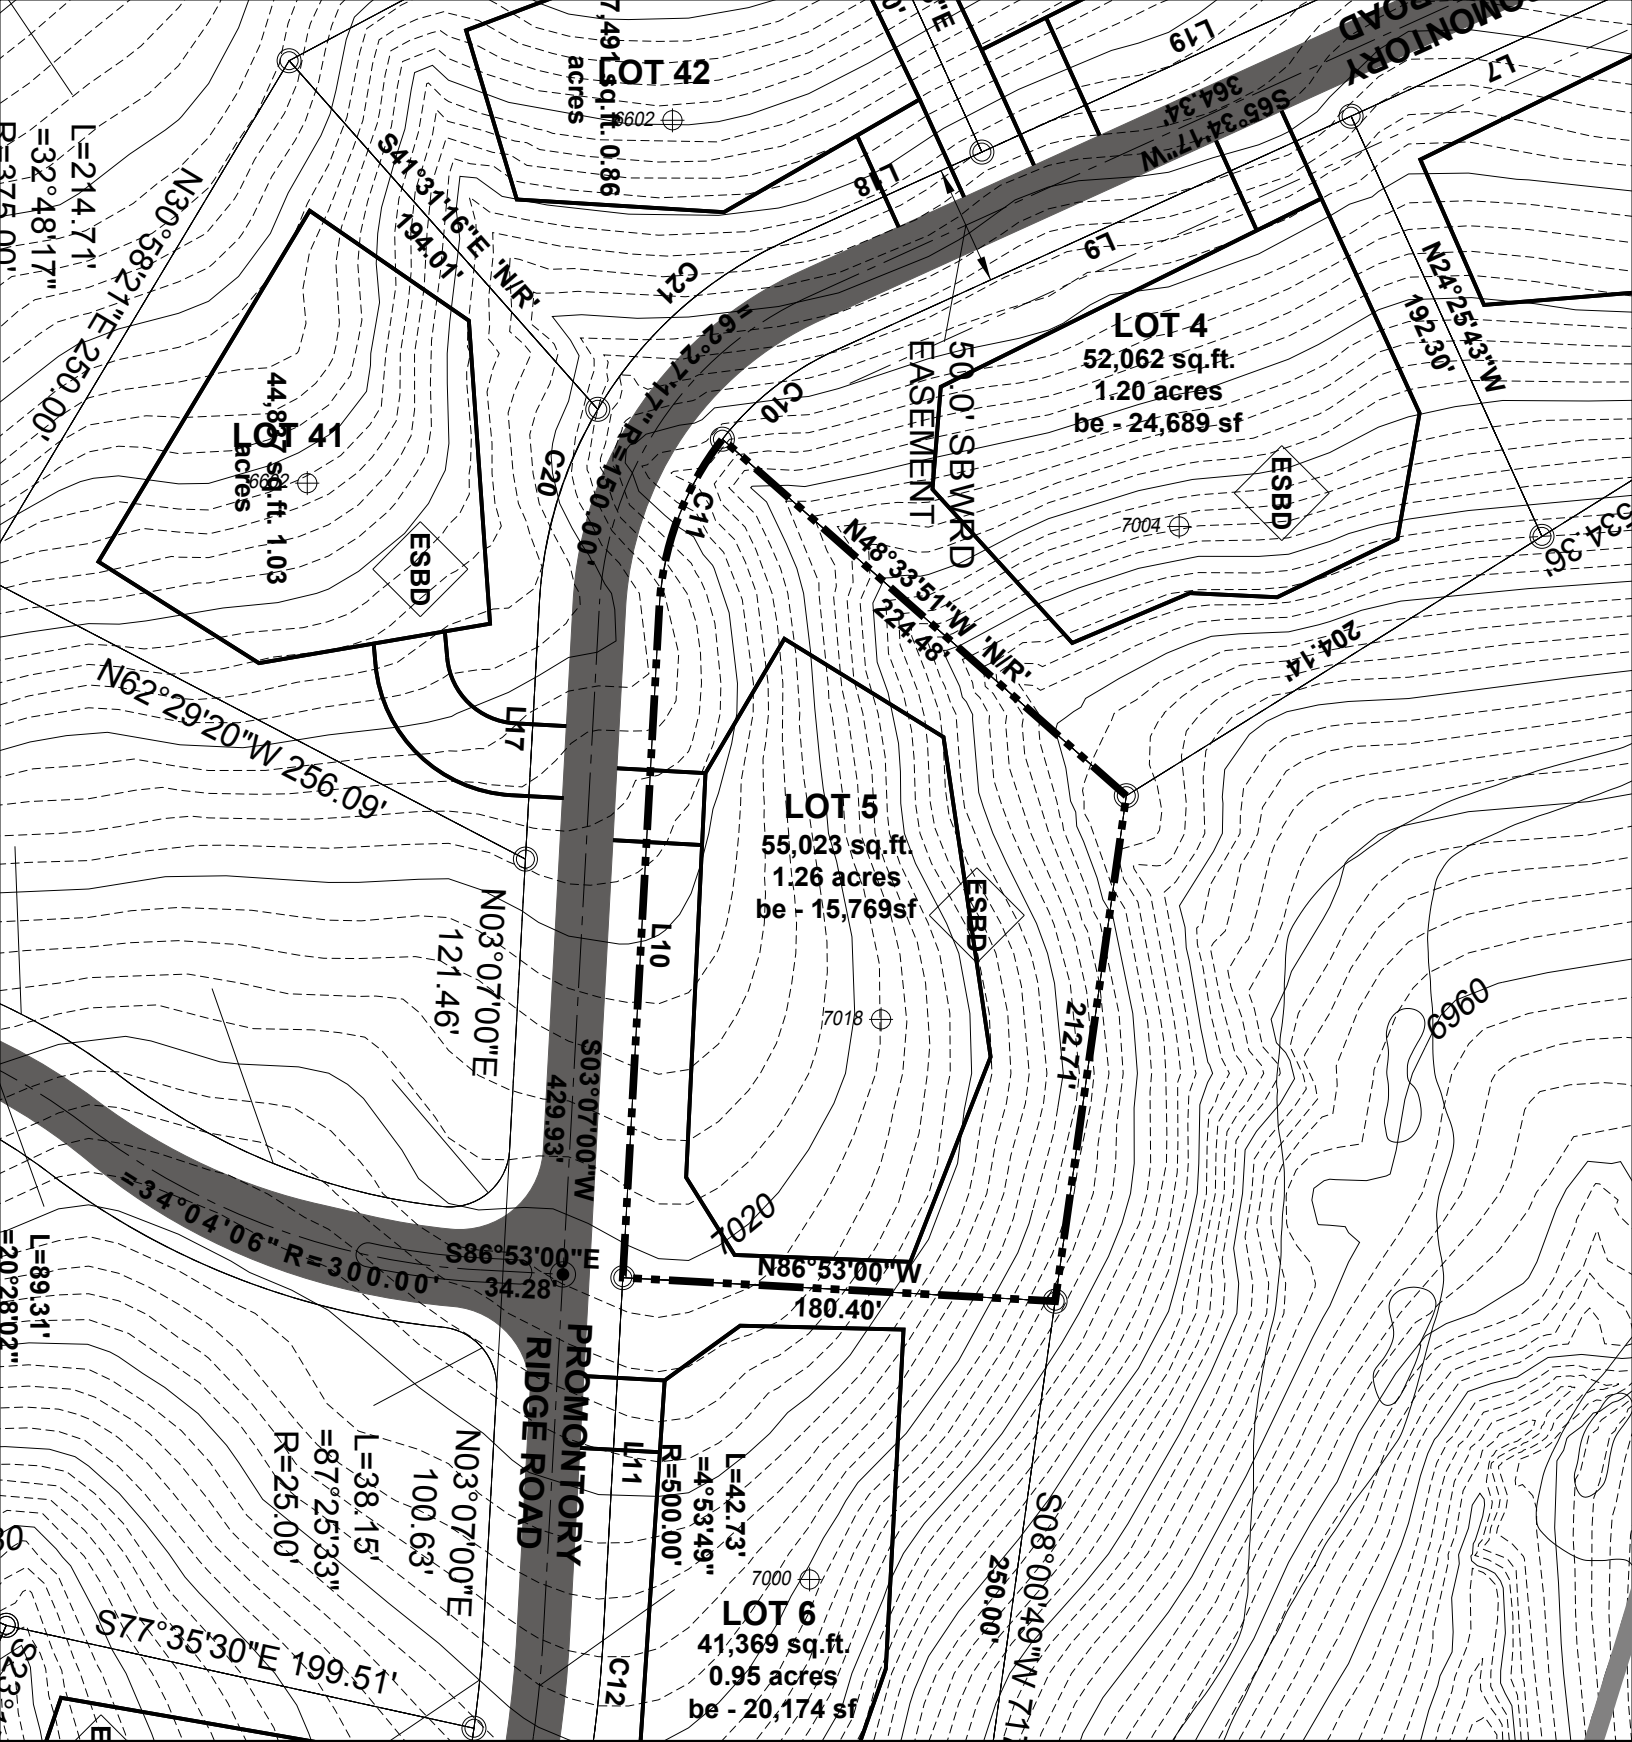 7,491 sq.ft. 0.86
acres
LOT 42
6602
L18
L19
L7
PROMONTORY
ROAD
S65°34'17"W
364.34'
L9
N24°25'43"W
192.30'
L=214.71'
=32°48'17"
R=375.00'
N30°58'21"E 250.00'
S41°31'16"E 'N/R'
194.01'
C21
C20
=62°27'17" R=150.00'
C10
C11
LOT 41
44,837 sq.ft. 1.03
acres
ESBD
50.0' SBWRD
EASEMENT
LOT 4
52,062 sq.ft.
1.20 acres
be - 24,689 sf
7004
ESBD
534.36'
204.14'
N48°33'51"W 'N/R'
224.48'
N62°29'20"W 256.09'
L17
LOT 5
55,023 sq.ft.
1.26 acres
be - 15,769sf
ESBD
7018
L10
N03°07'00"E
121.46'
S03°07'00"W
429.93'
212.71'
6960
7020
=34°04'06" R=300.00'
S86°53'00"E
34.28'
N86°53'00"W
180.40'
L=89.31'
=20°28'02"
PROMONTORY
RIDGE ROAD
L11
L=42.73'
=4°53'49"
R=500.00'
N03°07'00"E
100.63'
L=38.15'
=87°25'33"
R=25.00'
S77°35'30"E 199.51'
7000
LOT 6
41,369 sq.ft.
0.95 acres
be - 20,174 sf
C12
S08°00'49"W 717
250.00'